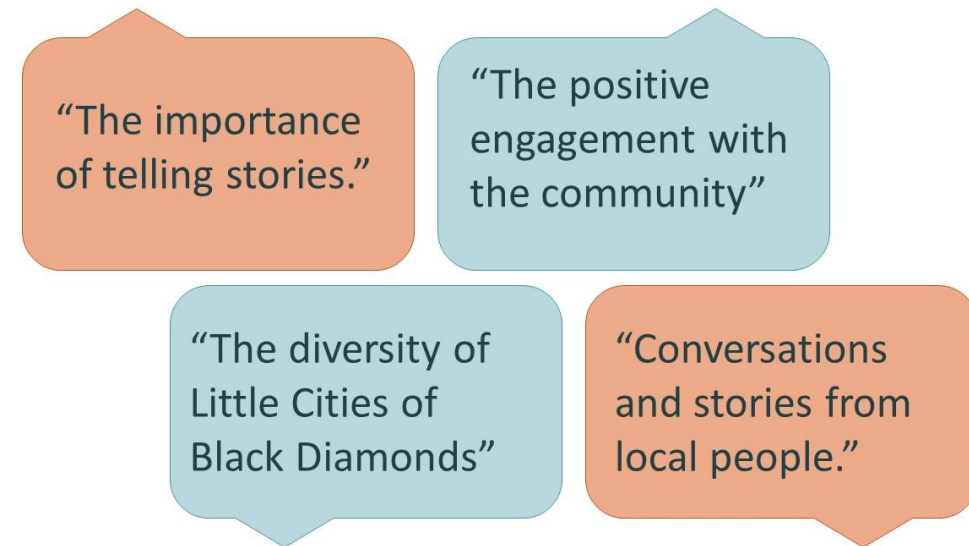 “The importance
of telling stories.”
“The positive
engagement with
the community”
“The diversity of
Little Cities of
Black Diamonds”
“Conversations
and stories from
local people.”